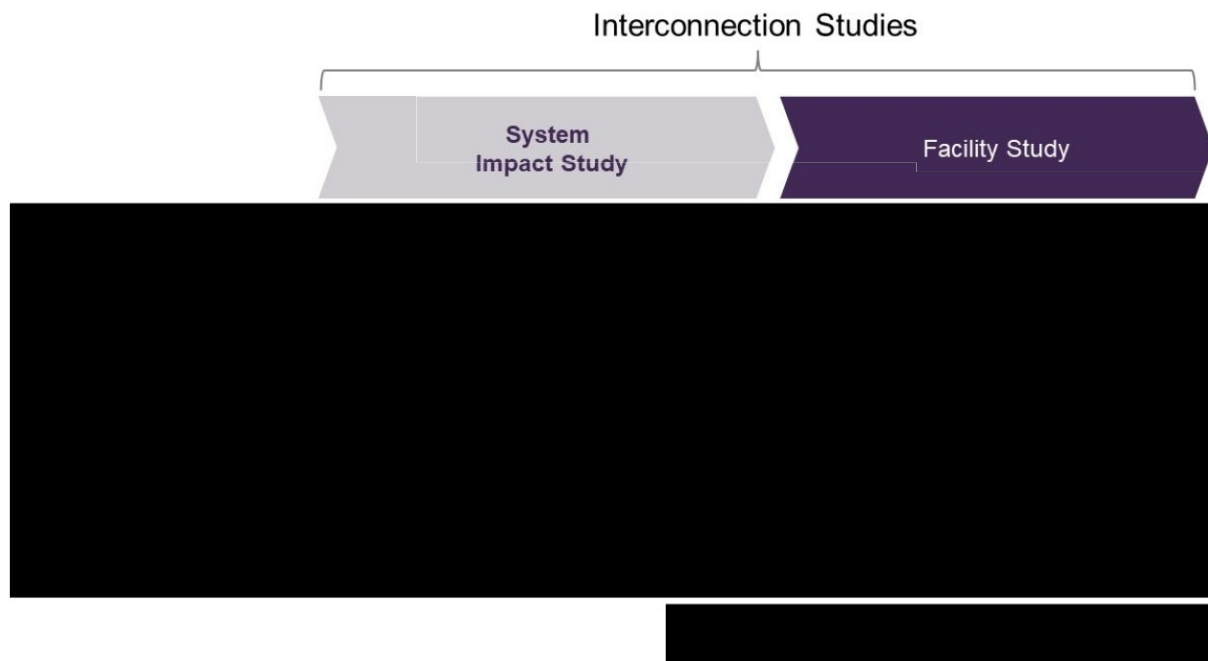 Interconnection Studies
System
Impact Study
Facility Study